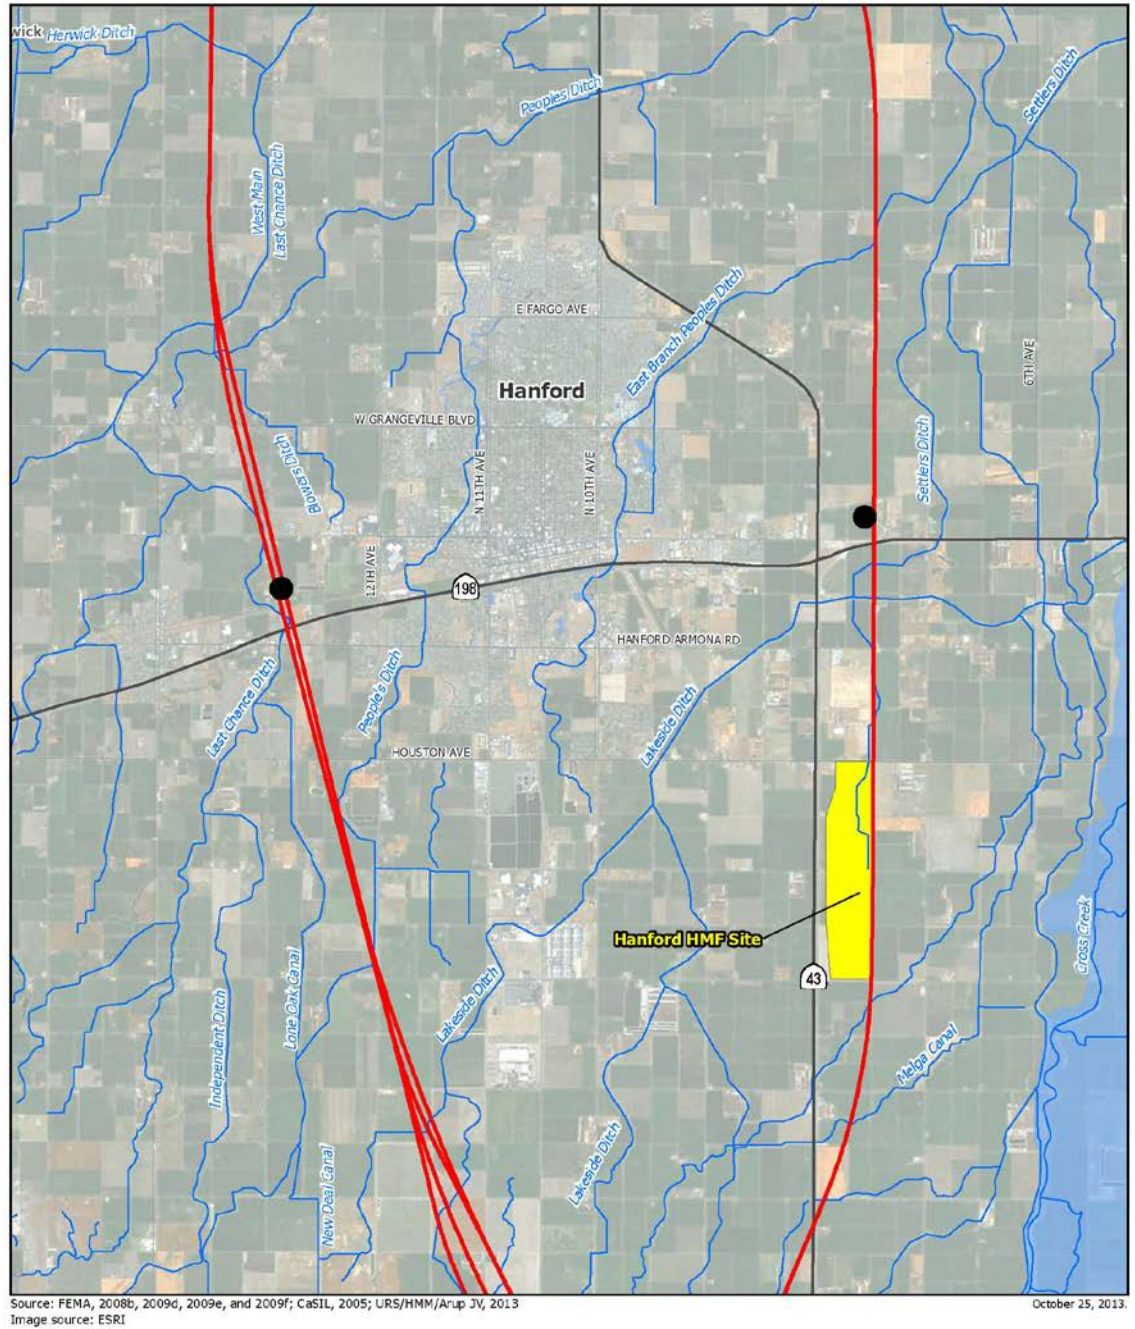 wick
Herwick Ditch
Peoples Ditch
Settlers Ditch
West Main
Last Chance Ditch
E FARGO AVE
East Branch Peoples Ditch
6TH AVE
Hanford
W GRANGEVILLE BLVD
Blowers Ditch
N 11TH AVE
N 10TH AVE
Settlers Ditch
12TH AVE
198
HANFORD ARMONA RD
Last Chance Ditch
People's Ditch
Lakeside Ditch
HOUSTON AVE
Hanford HMF Site
Cross Creek
43
Lone Oak Canal
Lakeside Ditch
Independent Ditch
Melga Canal
Lakeside Ditch
New Deal Canal
Source: FEMA, 2008b, 2009d, 2009e, and 2009f; CaSIL, 2005; URS/HMM/Arup JV, 2013
October 25, 2013.
Image source: ESRI